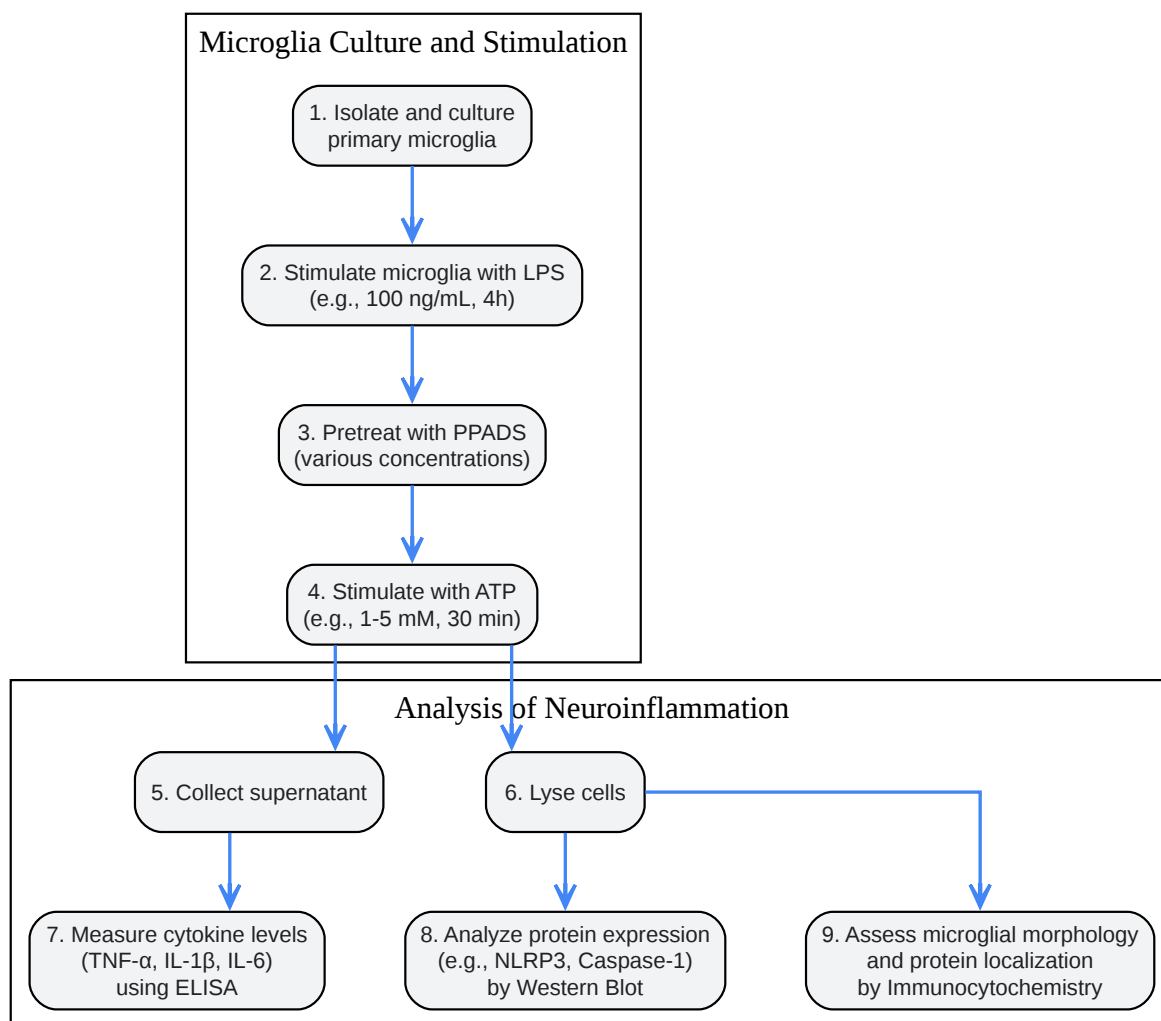 Microglia Culture and Stimulation
1. Isolate and culture
primary microglia
2. Stimulate microglia with LPS
(e.g., 100 ng/mL, 4h)
3. Pretreat with PPADS
(various concentrations)
4. Stimulate with ATP
(e.g., 1-5 mM, 30 min)
Analysis of Neuroinflammation
5. Collect supernatant
6. Lyse cells
7. Measure cytokine levels
(TNF-α, IL-1β, IL-6)
using ELISA
8. Analyze protein expression
(e.g., NLRP3, Caspase-1)
by Western Blot
9. Assess microglial morphology
and protein localization
by Immunocytochemistry